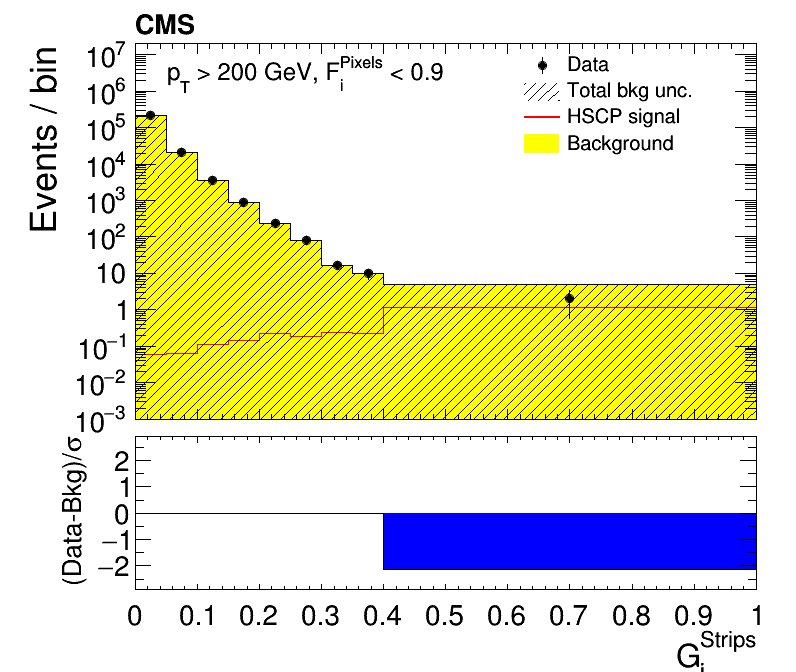 CMS
p_T > 200 GeV, F_i^Pixels < 0.9
Data
Total bkg unc.
HSCP signal
Background
Events / bin
10^7
10^6
10^5
10^4
10^3
10^2
10
1
10^−1
10^−2
10^−3
(Data-Bkg)/σ
2
1
0
−1
−2
0 0.1 0.2 0.3 0.4 0.5 0.6 0.7 0.8 0.9 1
G_i^Strips